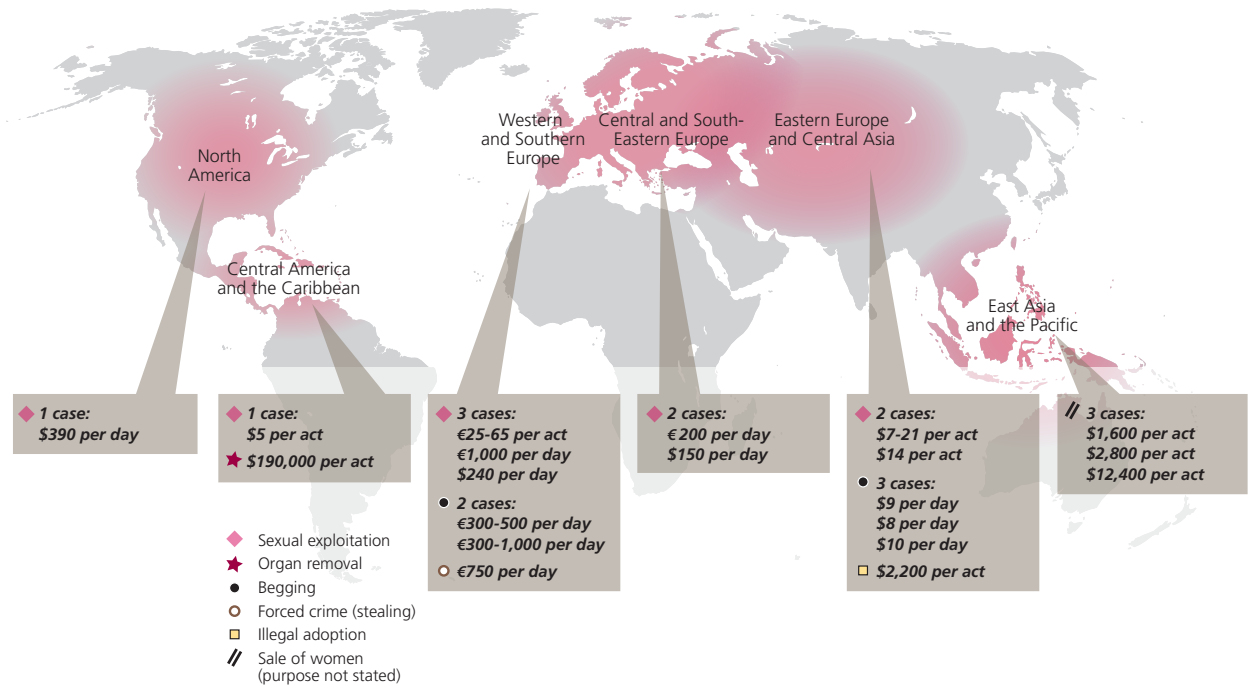 North
America
Central America
and the Caribbean
Western
and Southern
Europe
Central and South-
Eastern Europe
Eastern Europe
and Central Asia
East Asia
and the Pacific
1 case:
$390 per day
1 case:
$5 per act
$190,000 per act
3 cases:
€25-65 per act
€1,000 per day
$240 per day
2 cases:
€300-500 per day
€300-1,000 per day
€750 per day
2 cases:
€ 200 per day
$150 per day
2 cases:
$7-21 per act
$14 per act
3 cases:
$9 per day
$8 per day
$10 per day
$2,200 per act
3 cases:
$1,600 per act
$2,800 per act
$12,400 per act
Sexual exploitation
Organ removal
Begging
Forced crime (stealing)
Illegal adoption
Sale of women
(purpose not stated)